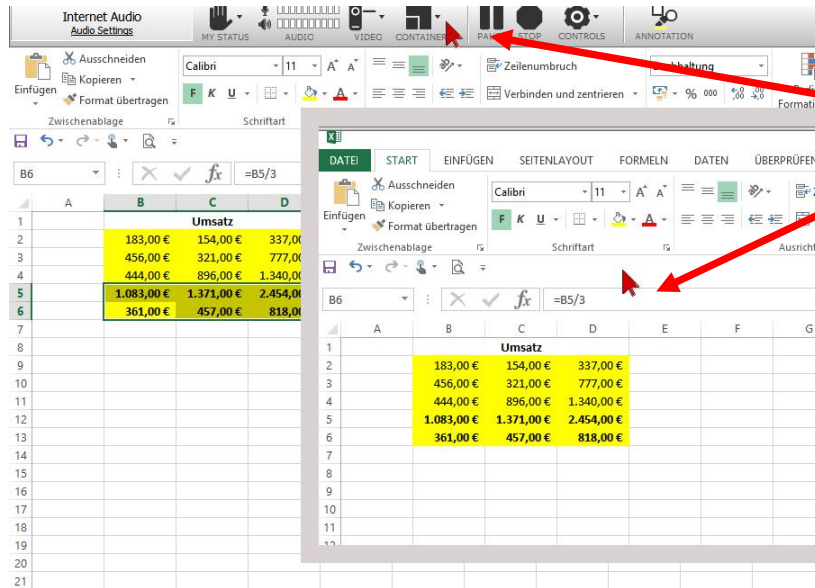 Internet Audio
Audio Settings
MY STATUS
AUDIO
VIDEO
STOP
CONTROLS
ANNOTATION
Einfügen
Ausschneiden
Kopieren
Format übertragen
Zwischenablage
Calibri
11
F K U
Schriftart
Zeilenumbruch
Verbinden und zentrieren
% 000
B6
fx
=B5/3
A B C D
1 Umsatz
2 183,00 € 154,00 €
3 456,00 € 321,00 €
4 444,00 € 896,00 €
5 1.083,00 € 1.371,00 €
6 361,00 € 457,00 €
7
8
9
10
11
12
13
14
15
16
17
18
19
20
21
DATEI START EINFÜGEN SEITENLAYOUT FORMELN DATEN
Einfügen
Ausschneiden
Kopieren
Format übertragen
Zwischenablage
Calibri
11
F K U
Schriftart
B6
fx
=B5/3
A B C D E F G
1 Umsatz
2 183,00 € 154,00 € 337,00 €
3 456,00 € 321,00 € 777,00 €
4 444,00 € 896,00 € 1.340,00 €
5 1.083,00 € 1.371,00 € 2.454,00 €
6 361,00 € 457,00 € 818,00 €
7
8
9
10
11